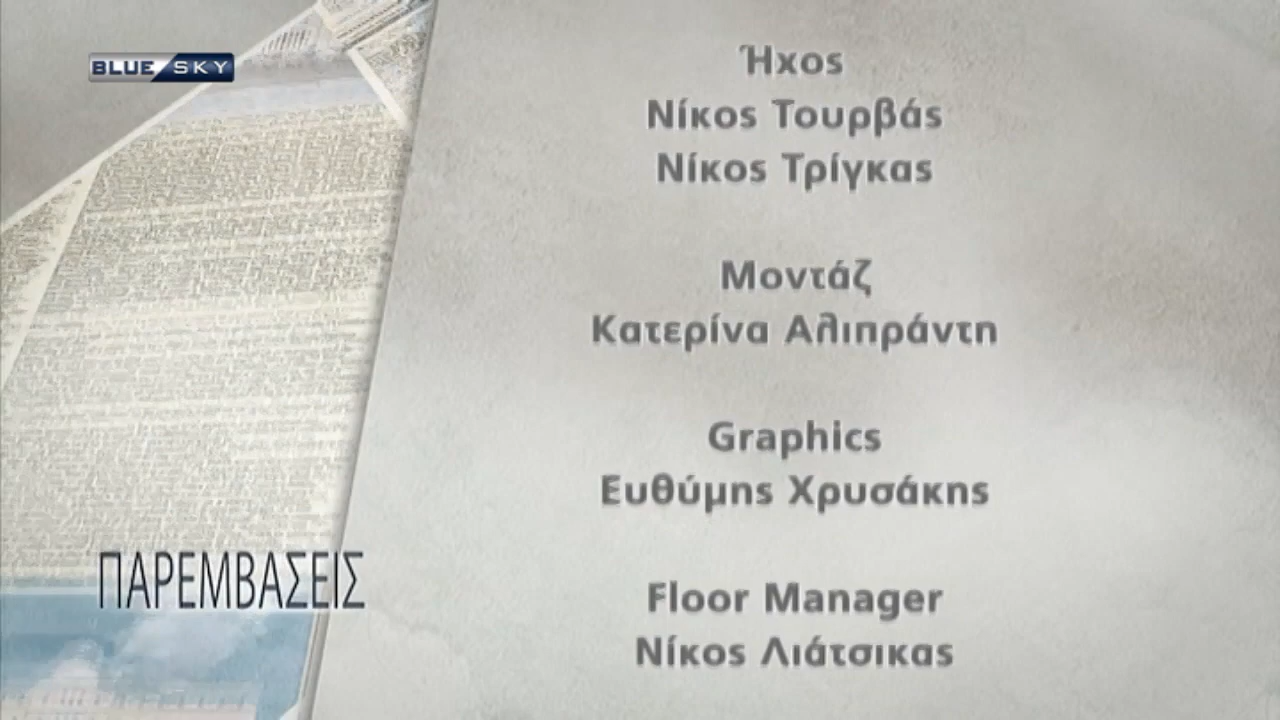 BLUE SKY
Ήχος
Νίκος Τουρβάς
Νίκος Τρίγκας
Μοντάζ
Κατερίνα Αλιπράντη
Graphics
Ευθύμης Χρυσάκης
Floor Manager
Νίκος Λιάτσικας
ΠΑΡΕΜΒΑΣΕΙΣ